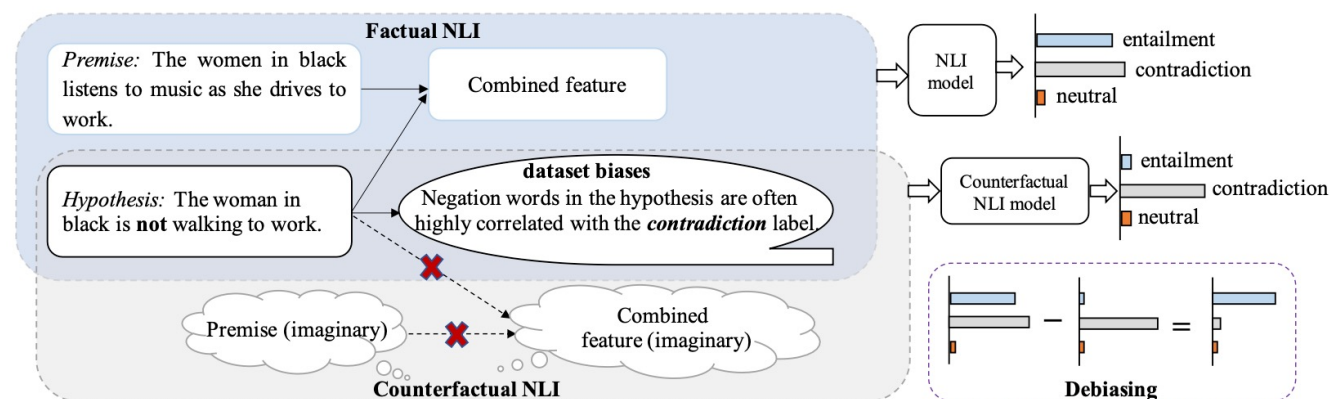 Factual NLI
Premise: The women in black
listens to music as she drives to
work.
Combined feature
Hypothesis: The woman in
black is not walking to work.
dataset biases
Negation words in the hypothesis are often
highly correlated with the contradiction label.
Premise (imaginary)
Combined
feature (imaginary)
Counterfactual NLI
NLI
model
entailment
contradiction
neutral
Counterfactual
NLI model
entailment
contradiction
neutral
− =
Debiasing